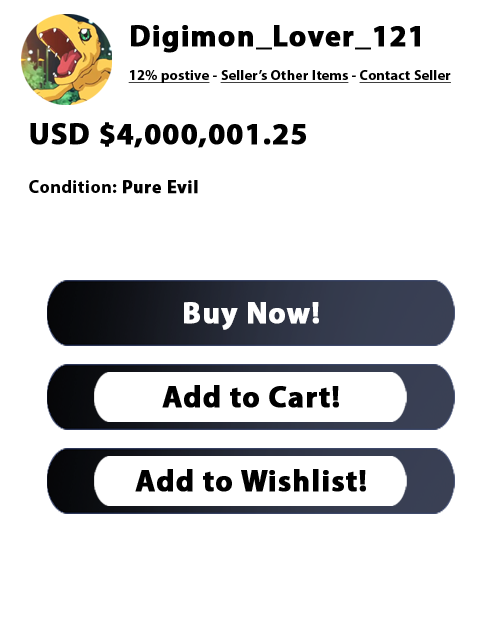 Digimon_Lover_121
12% postive - Seller's Other Items - Contact Seller
USD $4,000,001.25
Condition: Pure Evil
Buy Now!
Add to Cart!
Add to Wishlist!